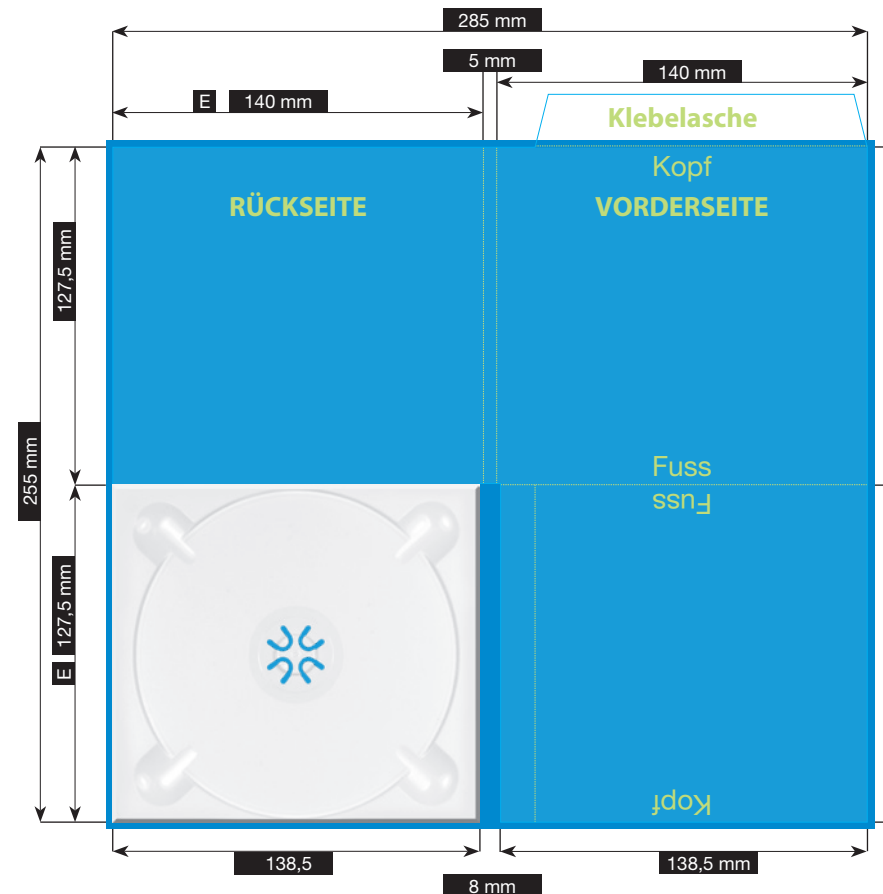 285 mm
5 mm
140 mm
E 140 mm
Klebelasche
Kopf
RÜCKSEITE
VORDERSEITE
127,5 mm
255 mm
Fuss
Fuss
E 127,5 mm
Kopf
138,5
138,5 mm
8 mm